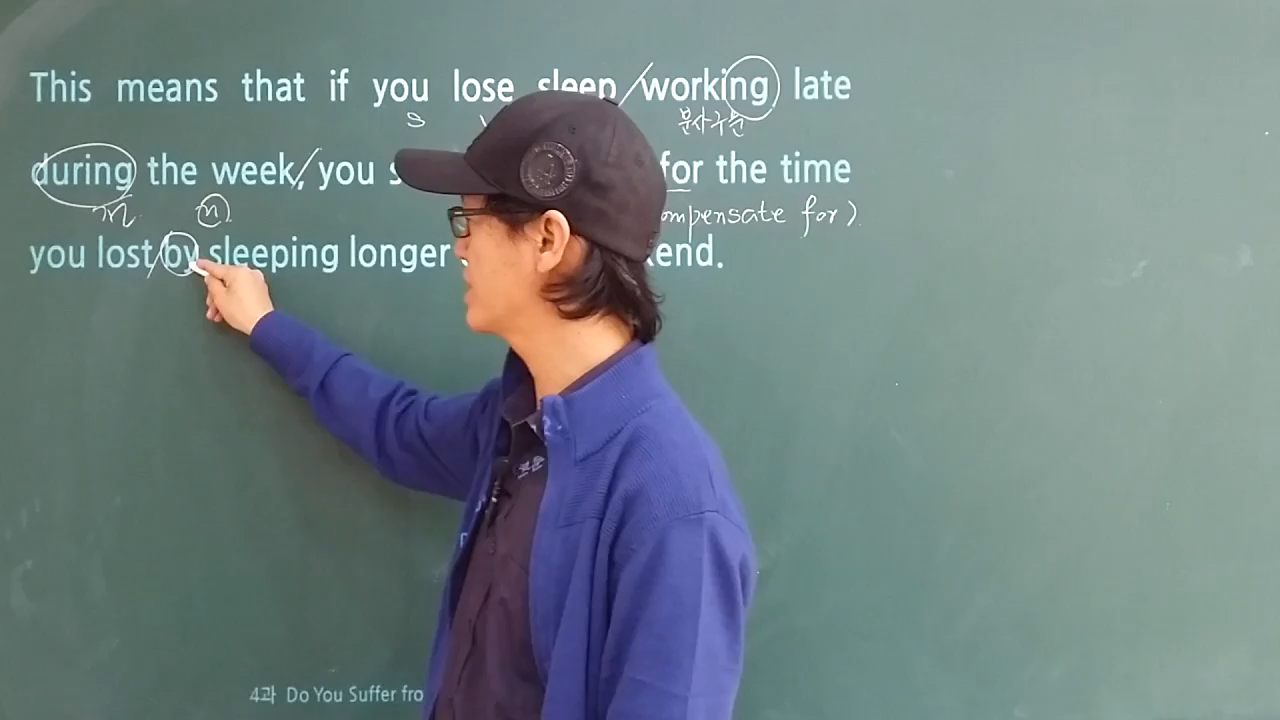 This means that if you lose sleep working late
S 분사구문
during the week, you for the time
전 n ompensate for)
you lost by sleeping longer kend.
4과 Do You Suffer fro